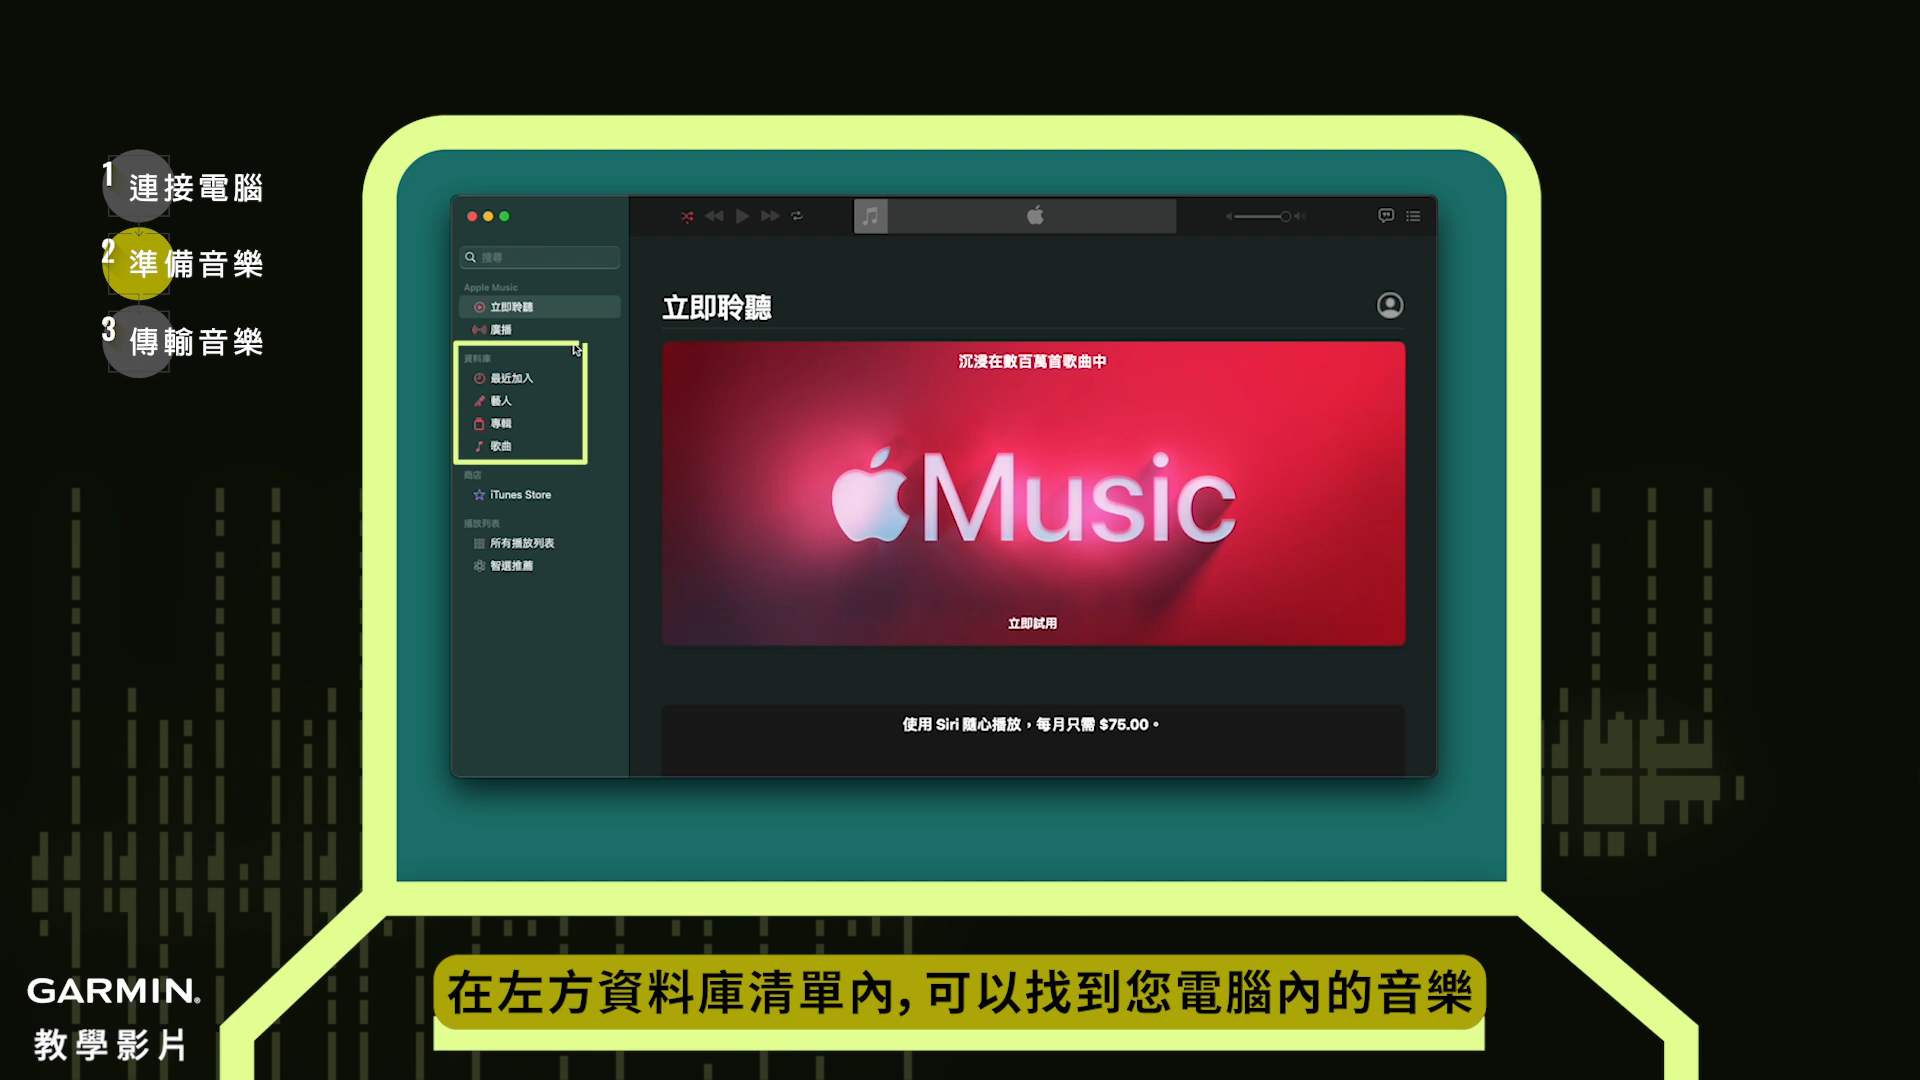 1 連接電腦
2 準備音樂
3 傳輸音樂
搜尋
Apple Music
立即聆聽
廣播
資料庫
最近加入
藝人
專輯
歌曲
商店
iTunes Store
播放列表
所有播放列表
智選推薦
立即聆聽
沉浸在數百萬首歌曲中
Music
立即試用
使用 Siri 隨心播放，每月只需 $75.00。
在左方資料庫清單內,可以找到您電腦內的音樂
GARMIN®
教學影片